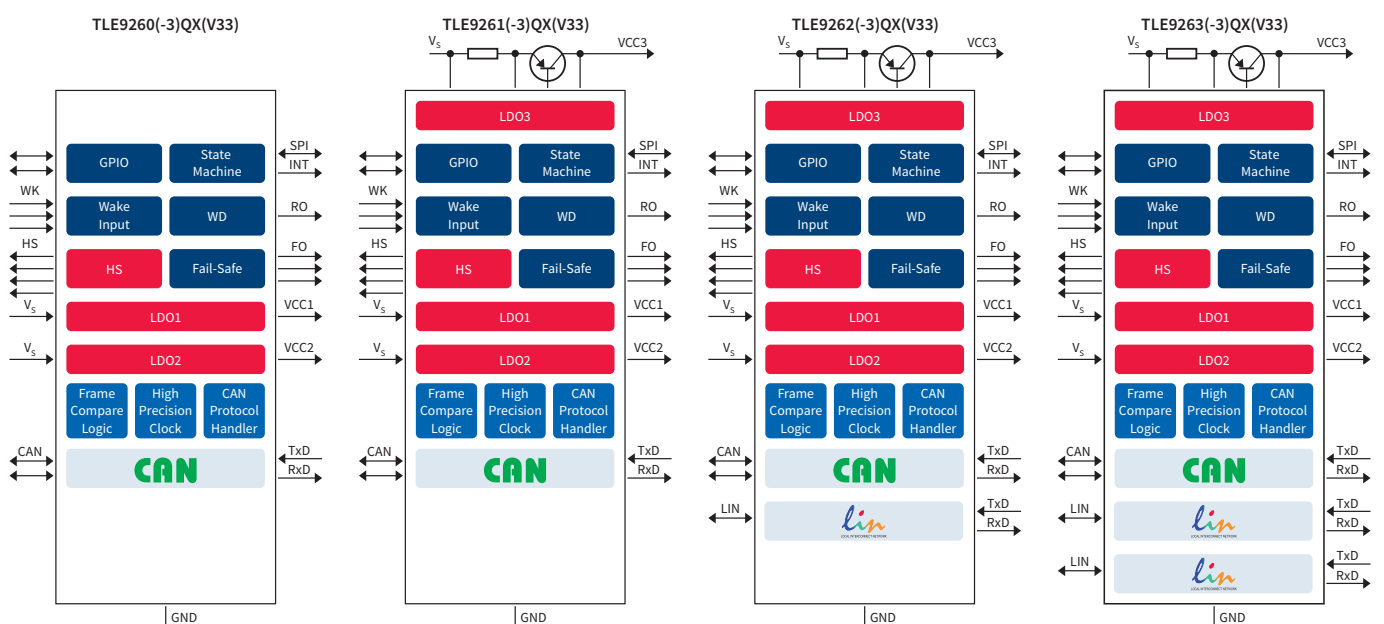 TLE9260(-3)QX(V33)
GPIO
State
Machine
SPI
INT
WK
Wake
Input
WD
RO
HS
HS
Fail-Safe
FO
VS
LDO1
VCC1
VS
LDO2
VCC2
Frame
Compare
Logic
High
Precision
Clock
CAN
Protocol
Handler
CAN
CAN
TxD
RxD
GND
TLE9261(-3)QX(V33)
VS
VCC3
LDO3
GPIO
State
Machine
SPI
INT
WK
Wake
Input
WD
RO
HS
HS
Fail-Safe
FO
VS
LDO1
VCC1
VS
LDO2
VCC2
Frame
Compare
Logic
High
Precision
Clock
CAN
Protocol
Handler
CAN
CAN
TxD
RxD
GND
TLE9262(-3)QX(V33)
VS
VCC3
LDO3
GPIO
State
Machine
SPI
INT
WK
Wake
Input
WD
RO
HS
HS
Fail-Safe
FO
VS
LDO1
VCC1
VS
LDO2
VCC2
Frame
Compare
Logic
High
Precision
Clock
CAN
Protocol
Handler
CAN
CAN
TxD
RxD
LIN
lin
LOCAL INTERCONNECT NETWORK
TxD
RxD
GND
TLE9263(-3)QX(V33)
VS
VCC3
LDO3
GPIO
State
Machine
SPI
INT
WK
Wake
Input
WD
RO
HS
HS
Fail-Safe
FO
VS
LDO1
VCC1
VS
LDO2
VCC2
Frame
Compare
Logic
High
Precision
Clock
CAN
Protocol
Handler
CAN
CAN
TxD
RxD
LIN
lin
LOCAL INTERCONNECT NETWORK
TxD
RxD
LIN
lin
LOCAL INTERCONNECT NETWORK
TxD
RxD
GND